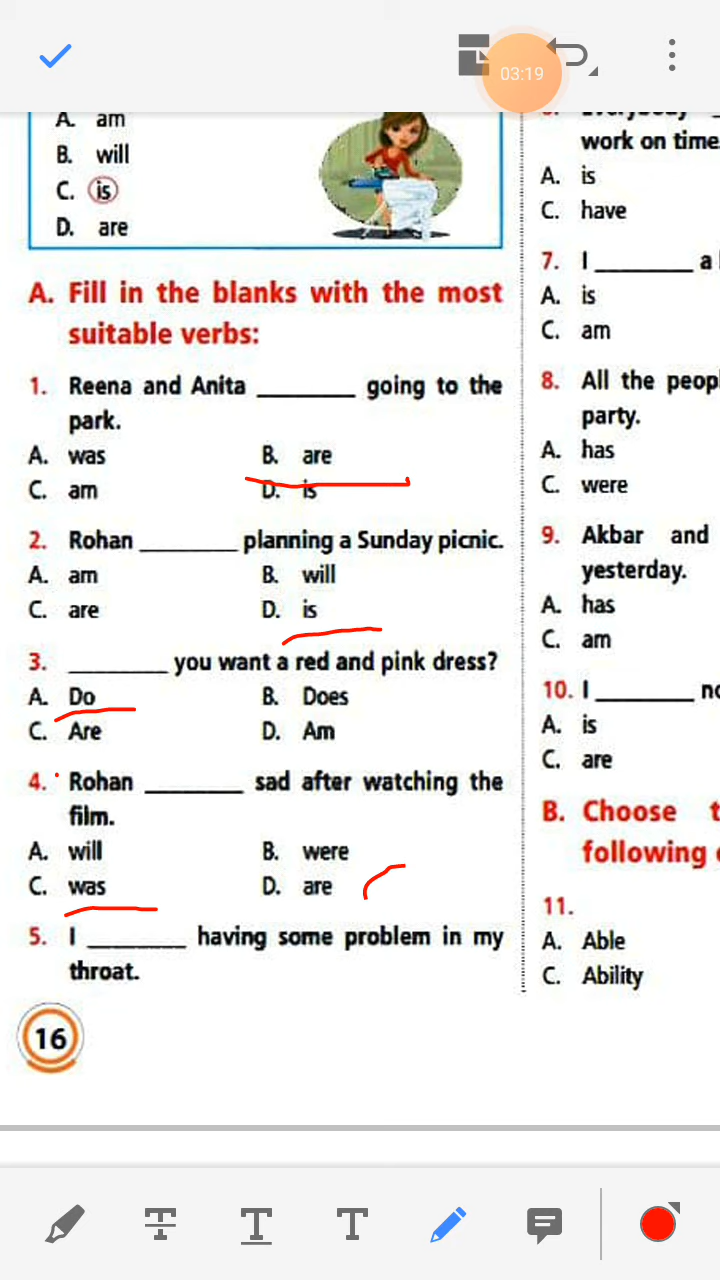 03:19
A. am
B. will
C. is
D. are
A. Fill in the blanks with the most
suitable verbs:
1. Reena and Anita ________ going to the
park.
A. was B. are
C. am D. is
2. Rohan ________ planning a Sunday picnic.
A. am B. will
C. are D. is
3. ________ you want a red and pink dress?
A. Do B. Does
C. Are D. Am
4. Rohan ________ sad after watching the
film.
A. will B. were
C. was D. are
5. I ________ having some problem in my
throat.
16
work on time
A. is
C. have
7. I ________ a
A. is
C. am
8. All the peop
party.
A. has
C. were
9. Akbar and
yesterday.
A. has
C. am
10. I ________
A. is
C. are
B. Choose
following
11.
A. Able
C. Ability
T T T